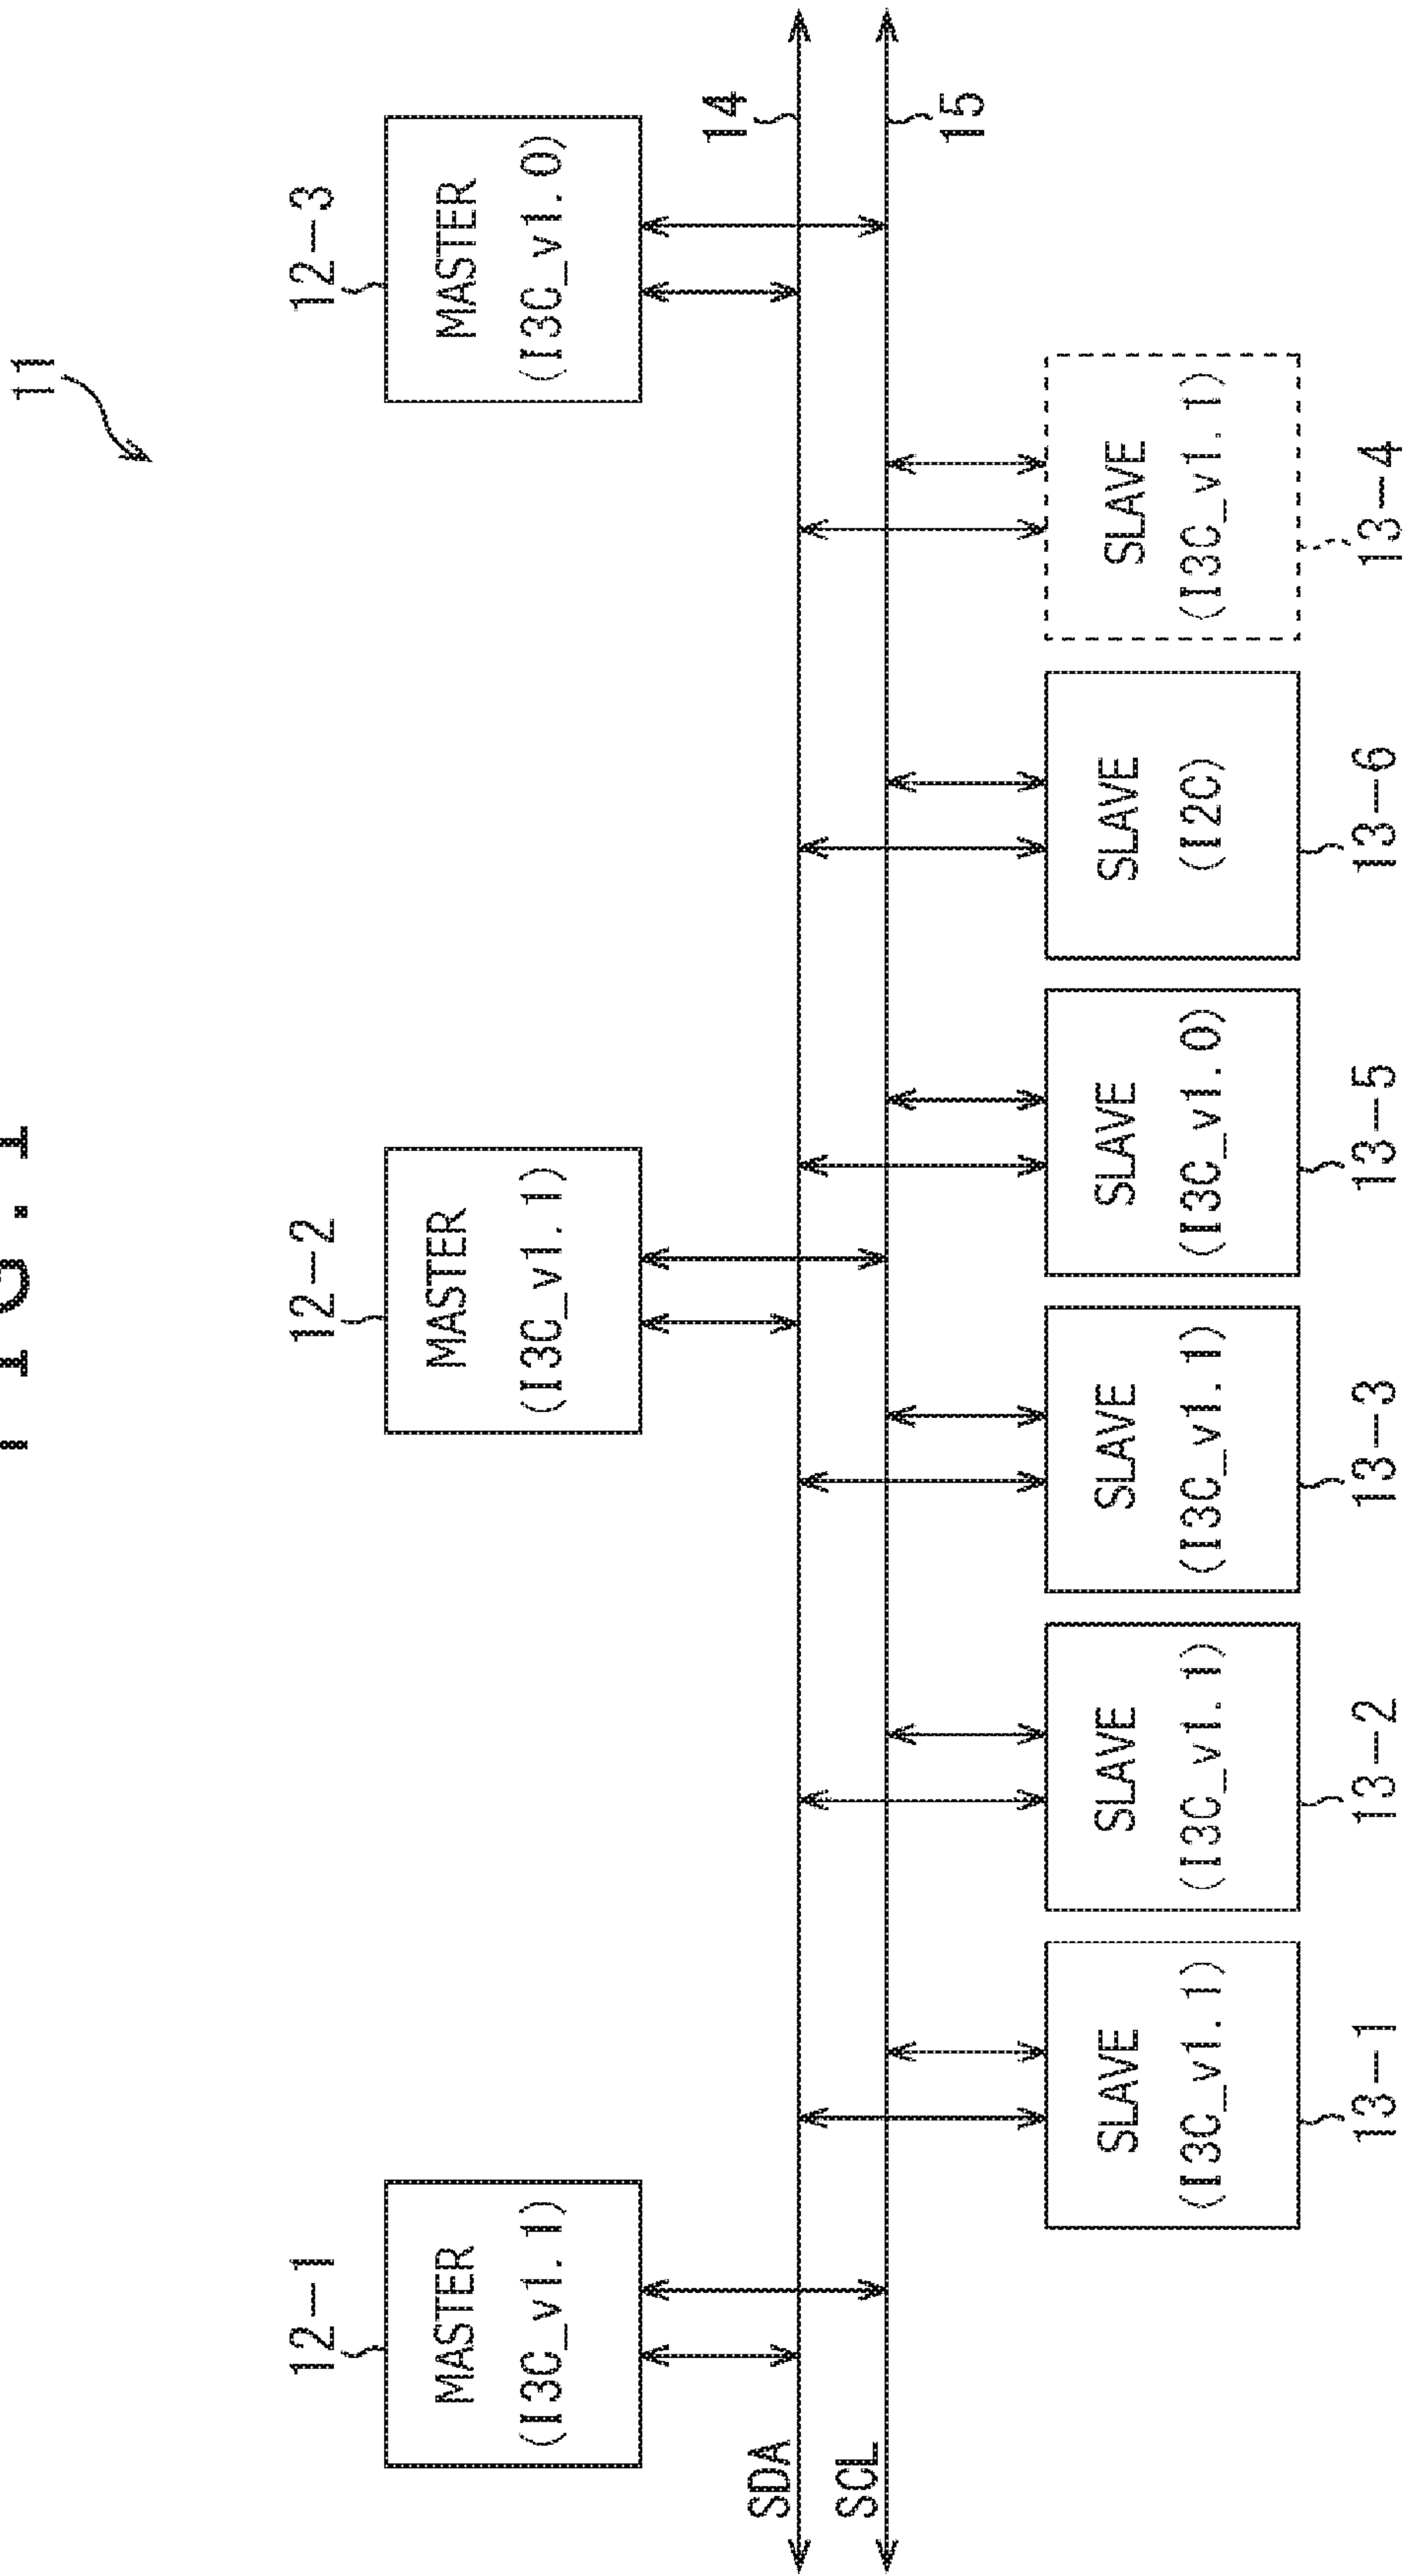 11
12-1
MASTER
(I3C_v1.1)
12-2
MASTER
(I3C_v1.1)
12-3
MASTER
(I3C_v1.0)
SDA
14
SCL
15
SLAVE
(I3C_v1.1)
13-1
SLAVE
(I3C_v1.1)
13-2
SLAVE
(I3C_v1.1)
13-3
SLAVE
(I3C_v1.0)
13-5
SLAVE
(I2C)
13-6
SLAVE
(I3C_v1.1)
13-4